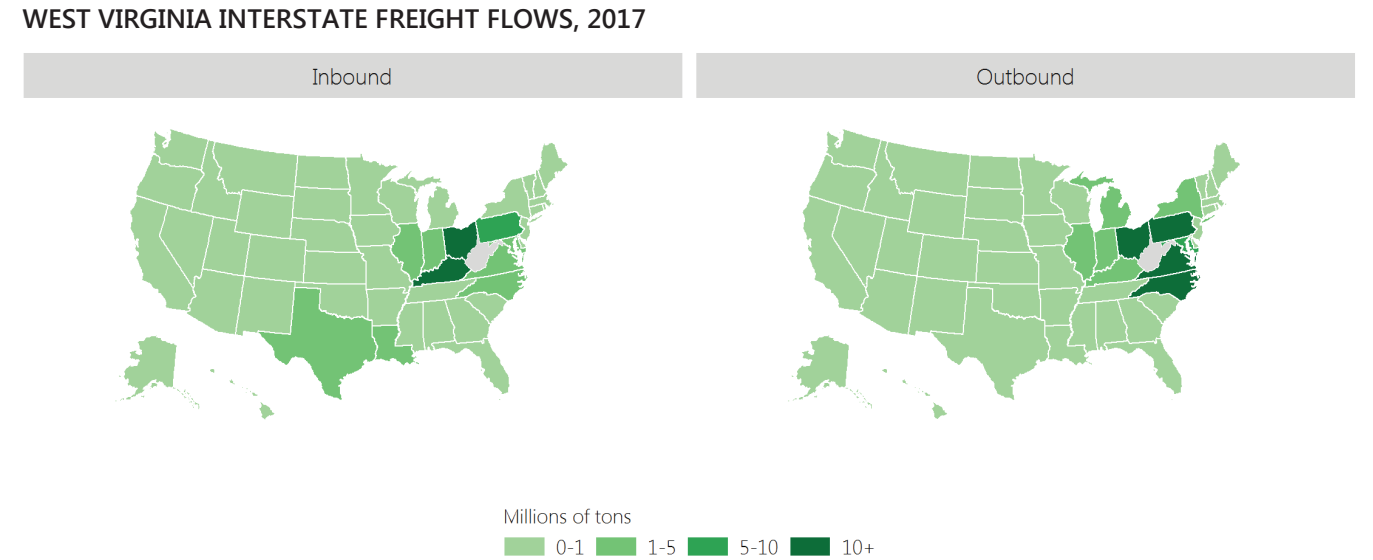 WEST VIRGINIA INTERSTATE FREIGHT FLOWS, 2017
Inbound
Outbound
Millions of tons
0-1 1-5 5-10 10+